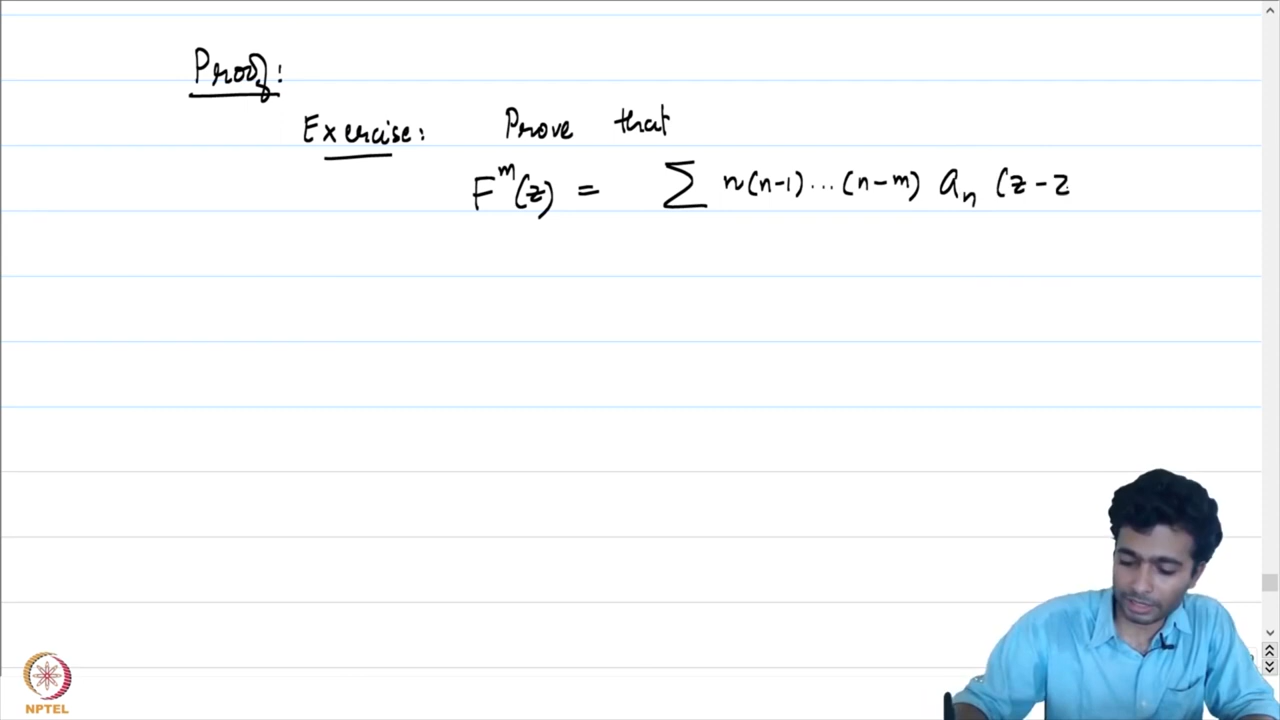 Proof:
Exercise: Prove that
F^m(z) = ∑ n(n-1)...(n-m) a_n (z-z
NPTEL